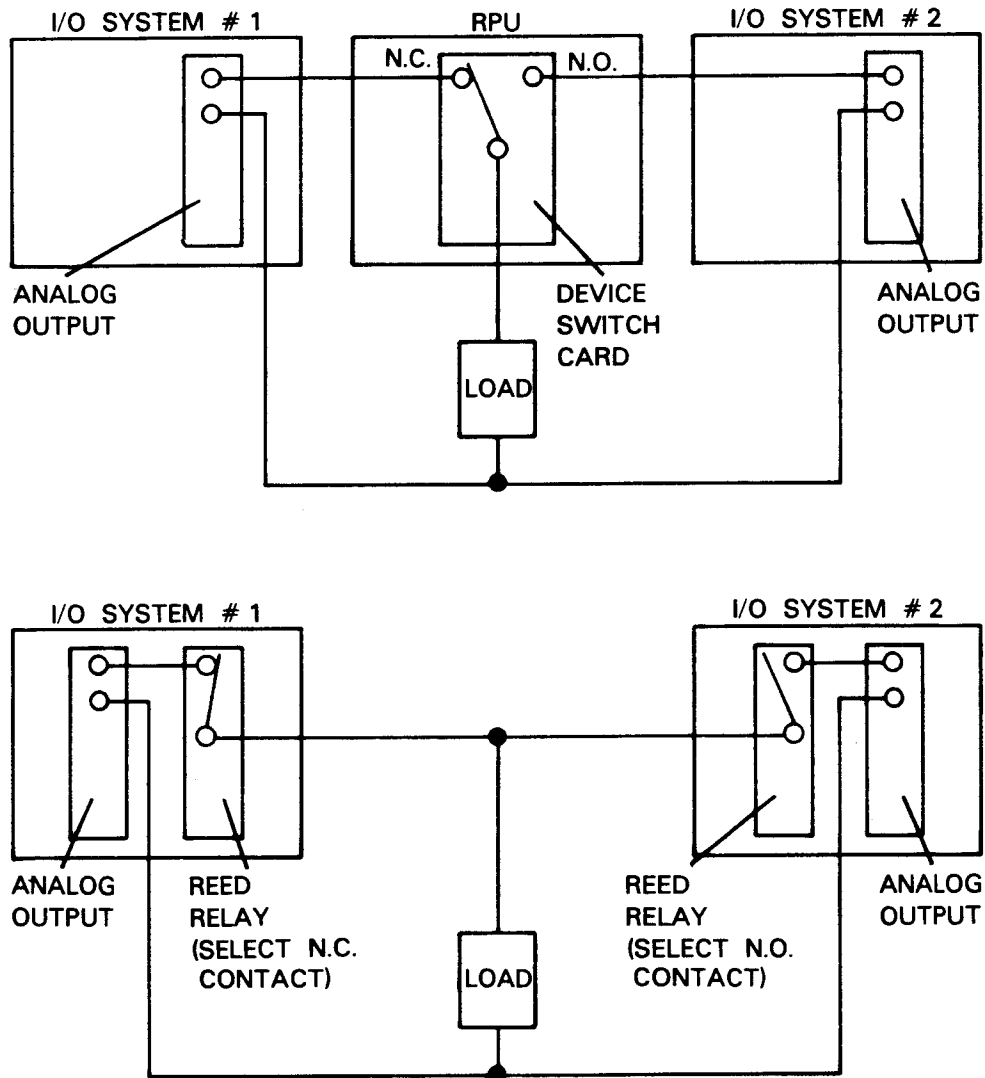 I/O SYSTEM # 1
RPU
I/O SYSTEM # 2
N.C.
N.O.
ANALOG
OUTPUT
DEVICE
SWITCH
CARD
ANALOG
OUTPUT
LOAD
I/O SYSTEM # 1
I/O SYSTEM # 2
ANALOG
OUTPUT
REED
RELAY
(SELECT N.C.
CONTACT)
REED
RELAY
(SELECT N.O.
CONTACT)
ANALOG
OUTPUT
LOAD